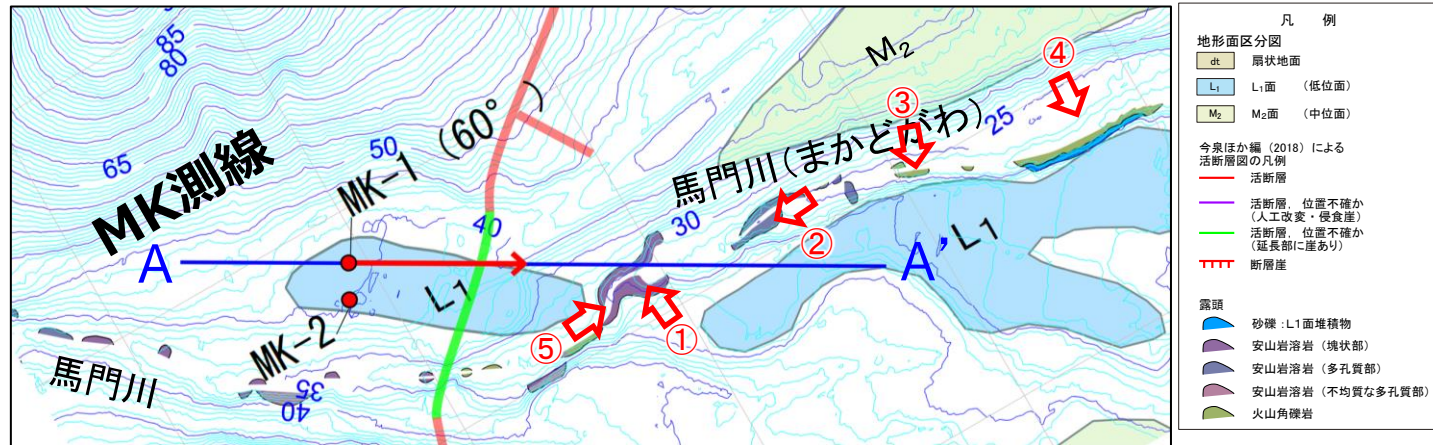 85
80
65
50
M₂
④
③
25
MK測線
MK-1 (60° )
馬門川(まかどがわ)
40
30
②
A
A’
L₁
L₁
MK-2
⑤
①
馬門川
35
40
凡 例
地形面区分図
dt 扇状地面
L₁ L₁面 (低位面)
M₂ M₂面 (中位面)
今泉ほか編 (2018) による
活断層図の凡例
活断層
活断層, 位置不確か
(人工改変・侵食崖)
活断層, 位置不確か
(延長部に崖あり)
断層崖
露頭
砂礫:L1面堆積物
安山岩溶岩 (塊状部)
安山岩溶岩 (多孔質部)
安山岩溶岩 (不均質な多孔質部)
火山角礫岩